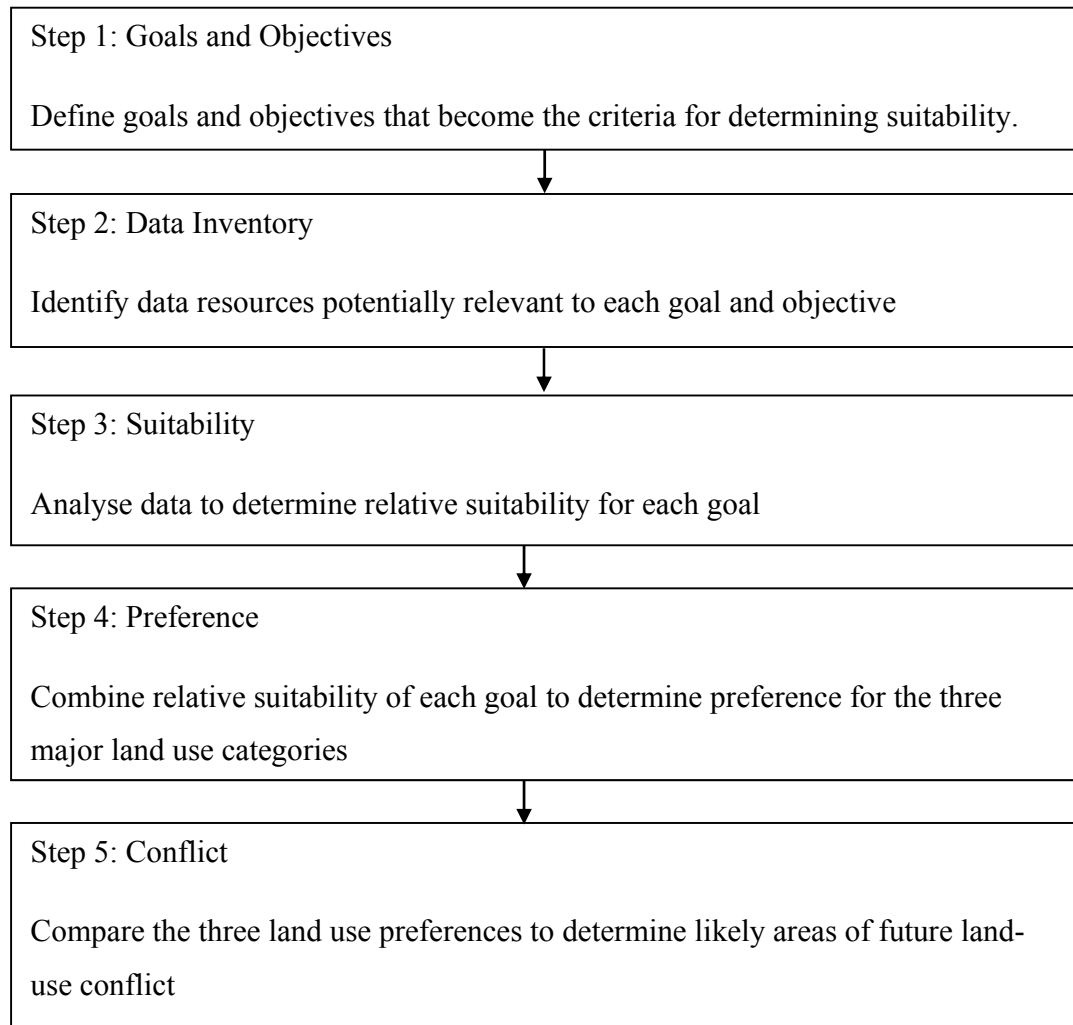 Step 1: Goals and Objectives
Define goals and objectives that become the criteria for determining suitability.
Step 2: Data Inventory
Identify data resources potentially relevant to each goal and objective
Step 3: Suitability
Analyse data to determine relative suitability for each goal
Step 4: Preference
Combine relative suitability of each goal to determine preference for the three
major land use categories
Step 5: Conflict
Compare the three land use preferences to determine likely areas of future land-
use conflict